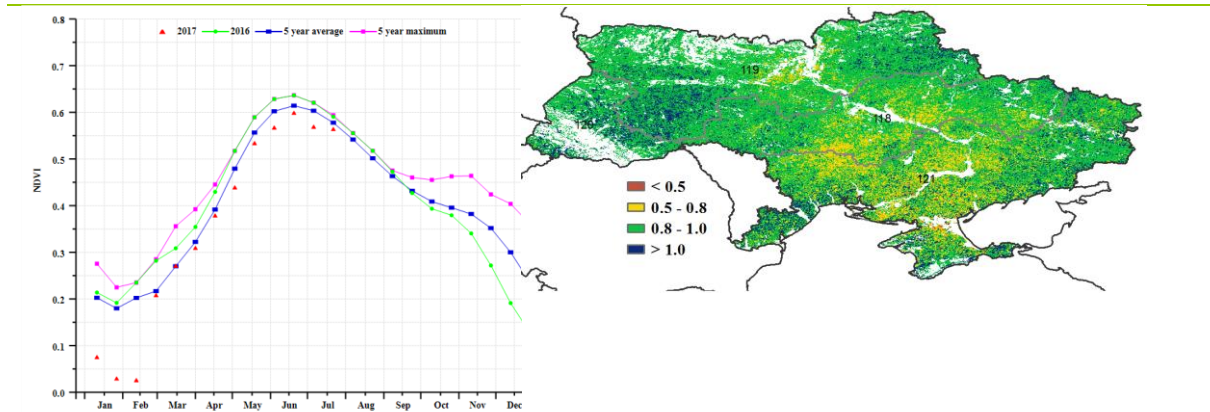 2017 2016 5 year average 5 year maximum
0.8
0.7
0.6
0.5
0.4
0.3
0.2
0.1
0.0
NDVI
Jan Feb Mar Apr May Jun Jul Aug Sep Oct Nov Dec
119
118
121
< 0.5
0.5 - 0.8
0.8 - 1.0
> 1.0